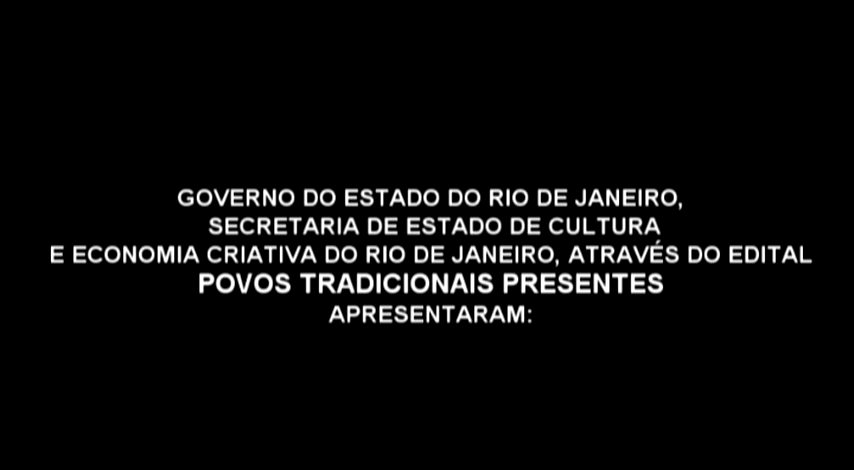 GOVERNO DO ESTADO DO RIO DE JANEIRO,
SECRETARIA DE ESTADO DE CULTURA
E ECONOMIA CRIATIVA DO RIO DE JANEIRO, ATRAVÉS DO EDITAL
POVOS TRADICIONAIS PRESENTES
APRESENTARAM: